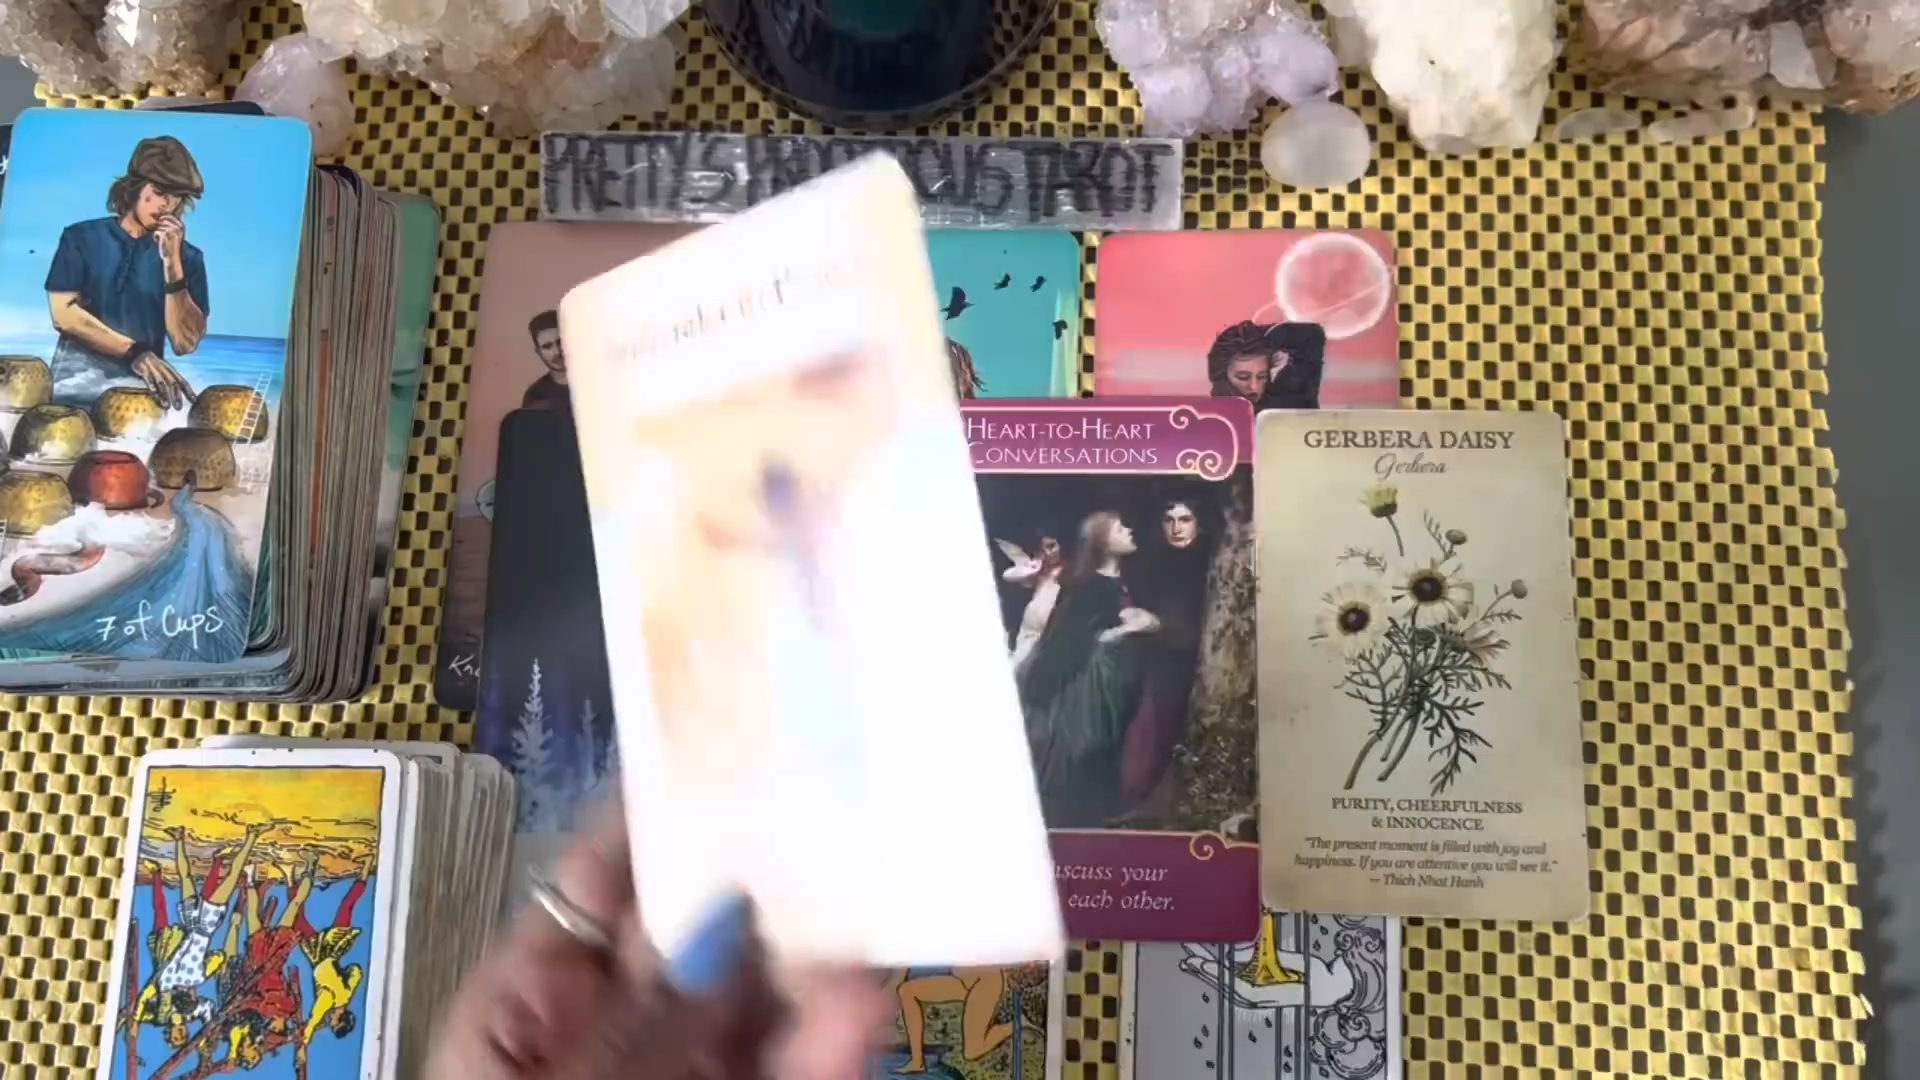 PRETTY'S
TAROT
HEART-TO-HEART
CONVERSATIONS
GERBERA DAISY
Gerbera
7 of Cups
PURITY, CHEERFULNESS
& INNOCENCE
"The present moment is filled with joy and
happiness. If you are attentive you will see it."
– Thich Nhat Hanh
your
each other.